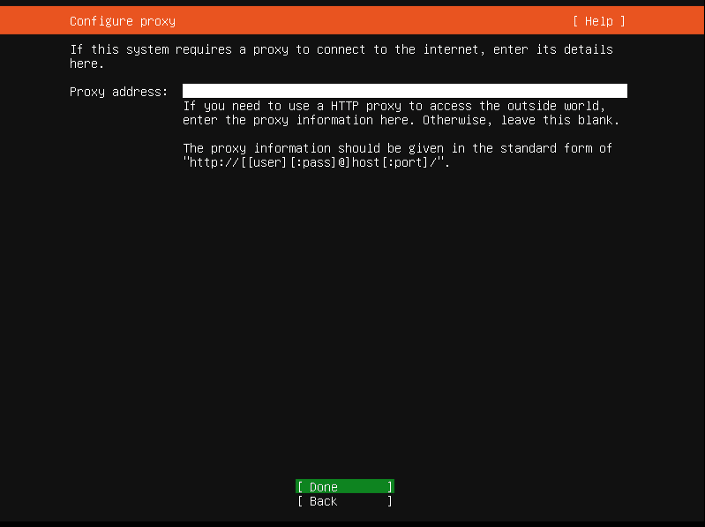 Configure proxy [ Help ]
If this system requires a proxy to connect to the internet, enter its details
here.
Proxy address:
If you need to use a HTTP proxy to access the outside world,
enter the proxy information here. Otherwise, leave this blank.
The proxy information should be given in the standard form of
"http://[[user][:pass]@]host[:port]/".
[ Done ]
[ Back ]